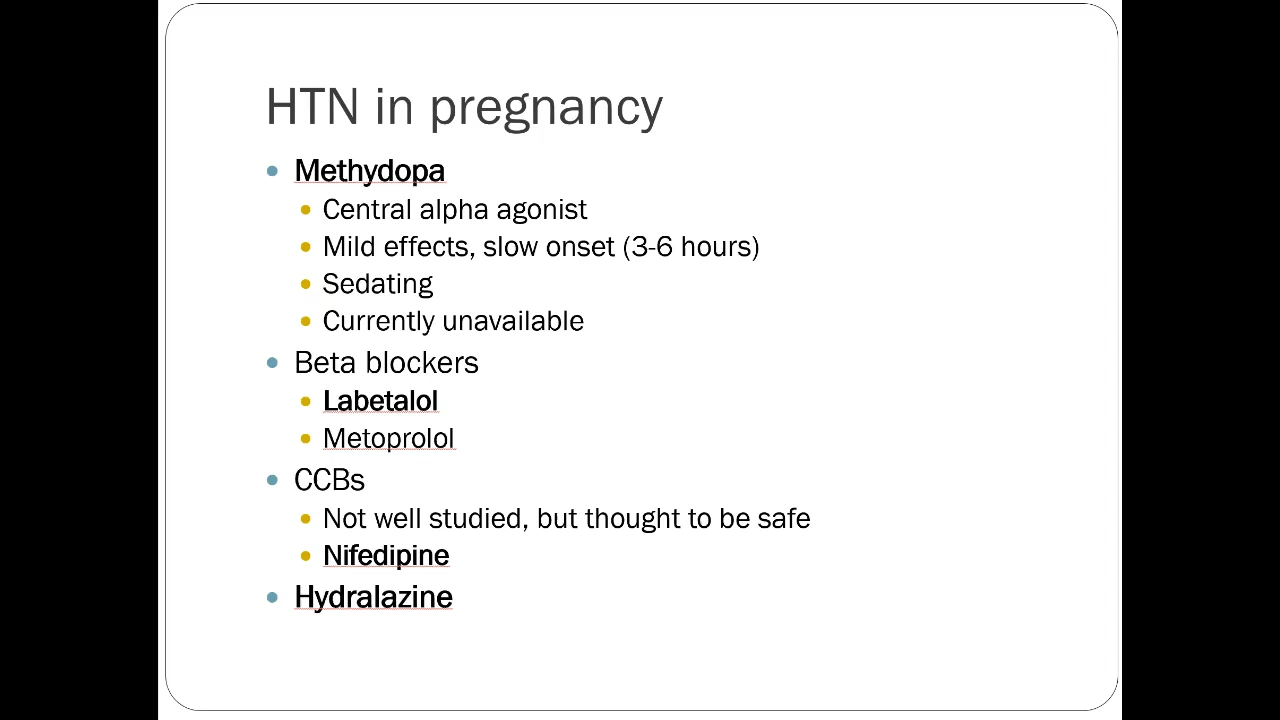 HTN in pregnancy
Methydopa
Central alpha agonist
Mild effects, slow onset (3-6 hours)
Sedating
Currently unavailable
Beta blockers
Labetalol
Metoprolol
CCBs
Not well studied, but thought to be safe
Nifedipine
Hydralazine